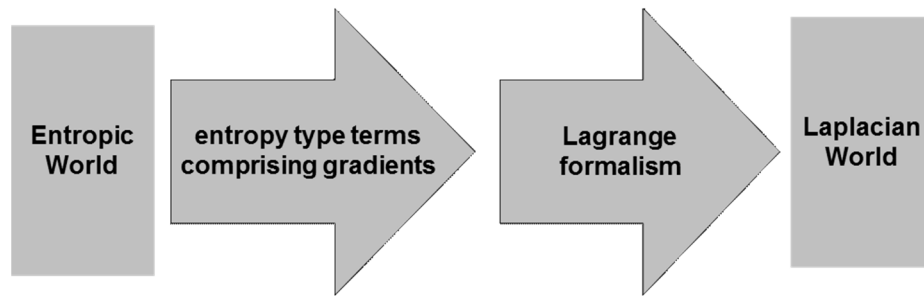 Entropic
World
entropy type terms
comprising gradients
Lagrange
formalism
Laplacian
World